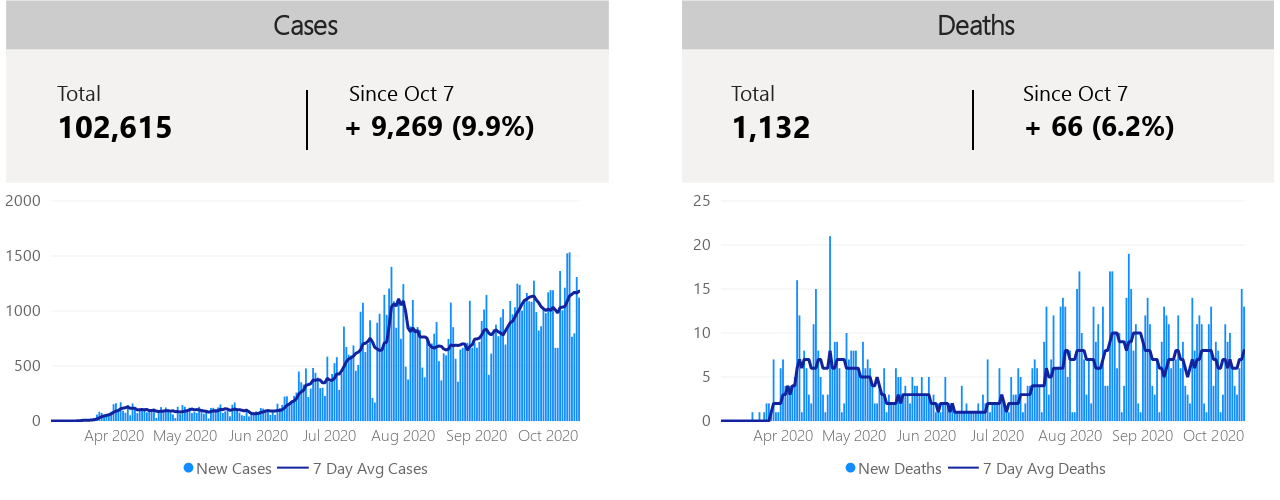 Cases
Total
102,615
Since Oct 7
+ 9,269 (9.9%)
2000
1500
1000
500
0
Apr 2020 May 2020 Jun 2020 Jul 2020 Aug 2020 Sep 2020 Oct 2020
New Cases 7 Day Avg Cases
Deaths
Total
1,132
Since Oct 7
+ 66 (6.2%)
25
20
15
10
5
0
Apr 2020 May 2020 Jun 2020 Jul 2020 Aug 2020 Sep 2020 Oct 2020
New Deaths 7 Day Avg Deaths